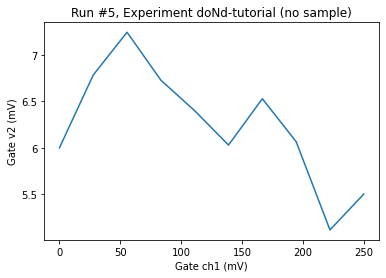 Run #5, Experiment doNd-tutorial (no sample)
Gate v2 (mV)
7
6.5
6
5.5
0 50 100 150 200 250
Gate ch1 (mV)